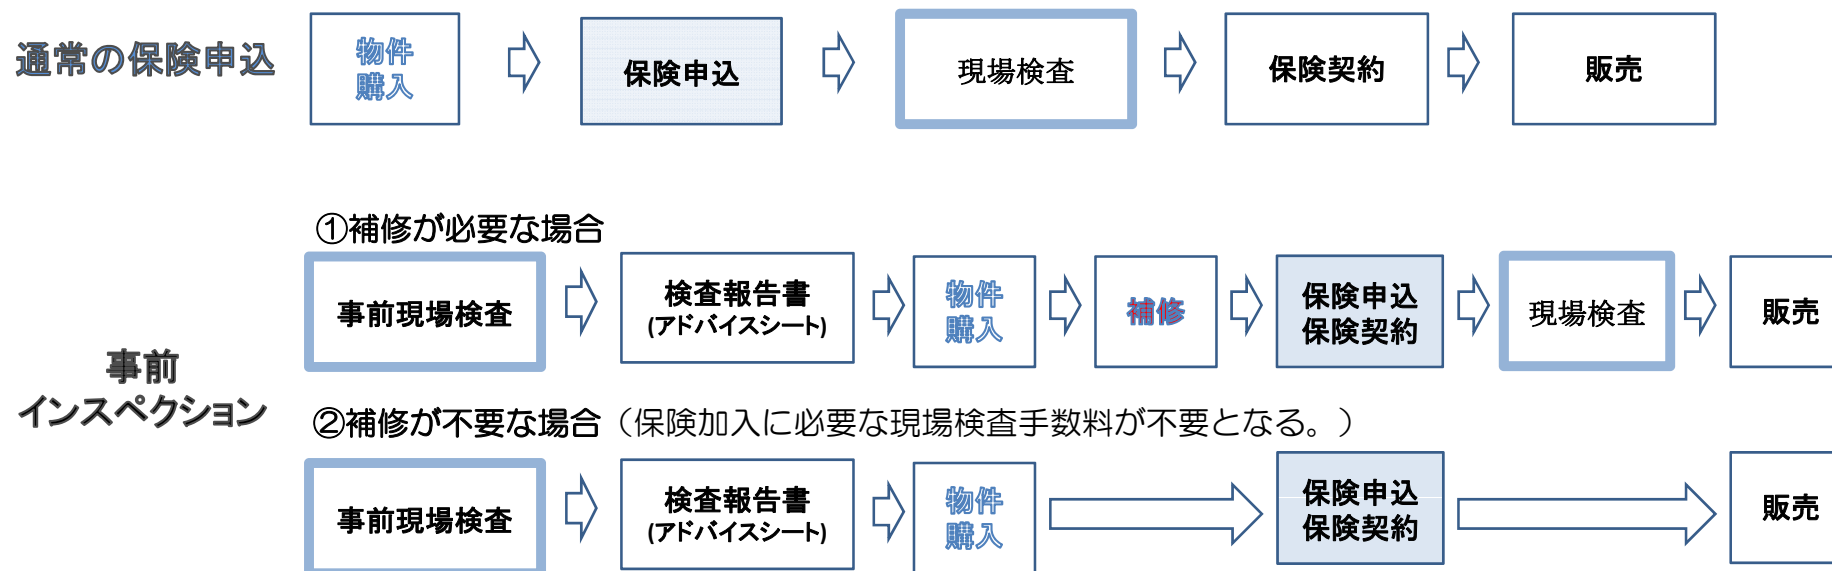 通常の保険申込
物件
購入
保険申込
現場検査
保険契約
販売
①補修が必要な場合
事前現場検査
検査報告書
(アドバイスシート)
物件
購入
補修
保険申込
保険契約
現場検査
販売
事前
インスペクション
②補修が不要な場合（保険加入に必要な現場検査手数料が不要となる。）
事前現場検査
検査報告書
(アドバイスシート)
物件
購入
保険申込
保険契約
販売